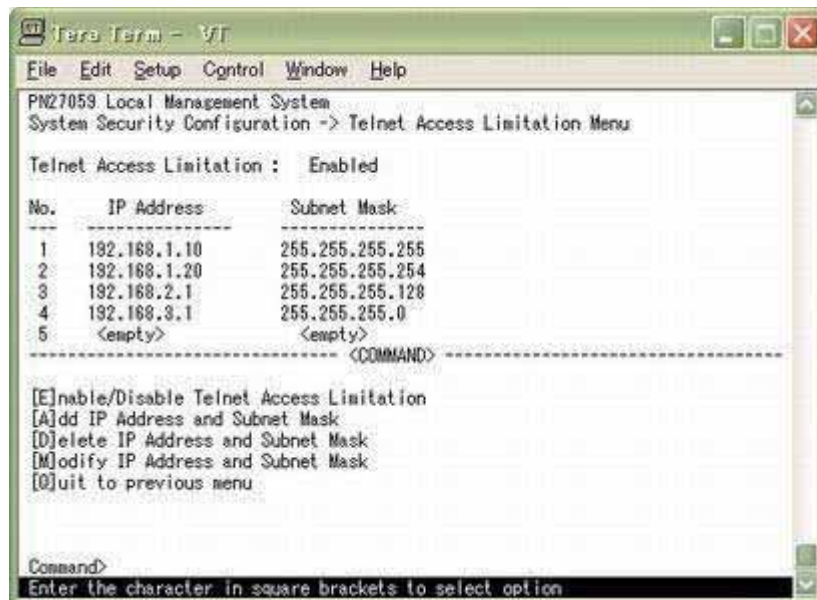 Tera Term - VT
File Edit Setup Control Window Help
PN27059 Local Management System
System Security Configuration -> Telnet Access Limitation Menu
Telnet Access Limitation : Enabled
No. IP Address Subnet Mask
1 192.168.1.10 255.255.255.255
2 192.168.1.20 255.255.255.254
3 192.168.2.1 255.255.255.128
4 192.168.3.1 255.255.255.0
5 <empty> <empty>
<COMMAND>
[E]nable/Disable Telnet Access Limitation
[A]dd IP Address and Subnet Mask
[D]elete IP Address and Subnet Mask
[M]odify IP Address and Subnet Mask
[Q]uit to previous menu
Command>
Enter the character in square brackets to select option